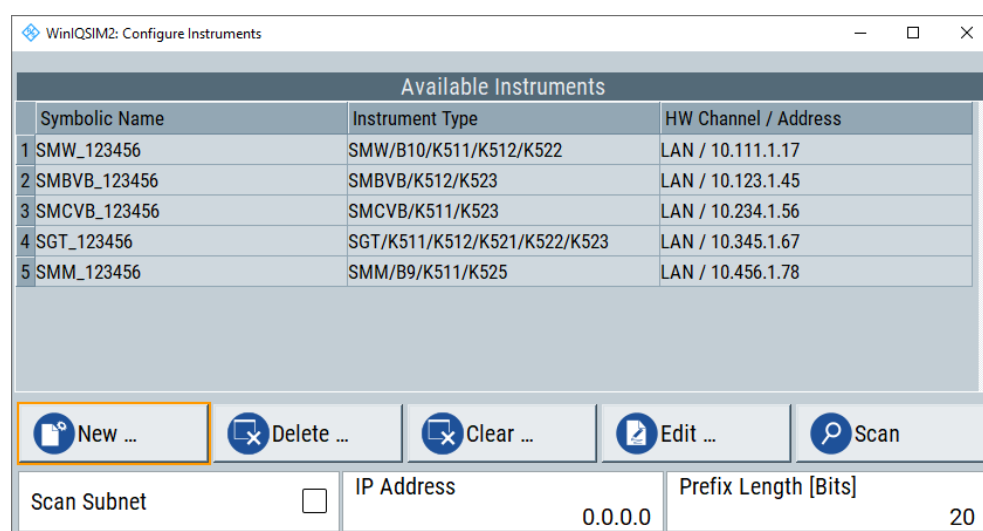 WinIQSIM2: Configure Instruments
Available Instruments
Symbolic Name Instrument Type HW Channel / Address
1 SMW_123456 SMW/B10/K511/K512/K522 LAN / 10.111.1.17
2 SMBVB_123456 SMBVB/K512/K523 LAN / 10.123.1.45
3 SMCVB_123456 SMCVB/K511/K523 LAN / 10.234.1.56
4 SGT_123456 SGT/K511/K512/K521/K522/K523 LAN / 10.345.1.67
5 SMM_123456 SMM/B9/K511/K525 LAN / 10.456.1.78
New ... Delete ... Clear ... Edit ... Scan
Scan Subnet IP Address Prefix Length [Bits]
0.0.0.0 20